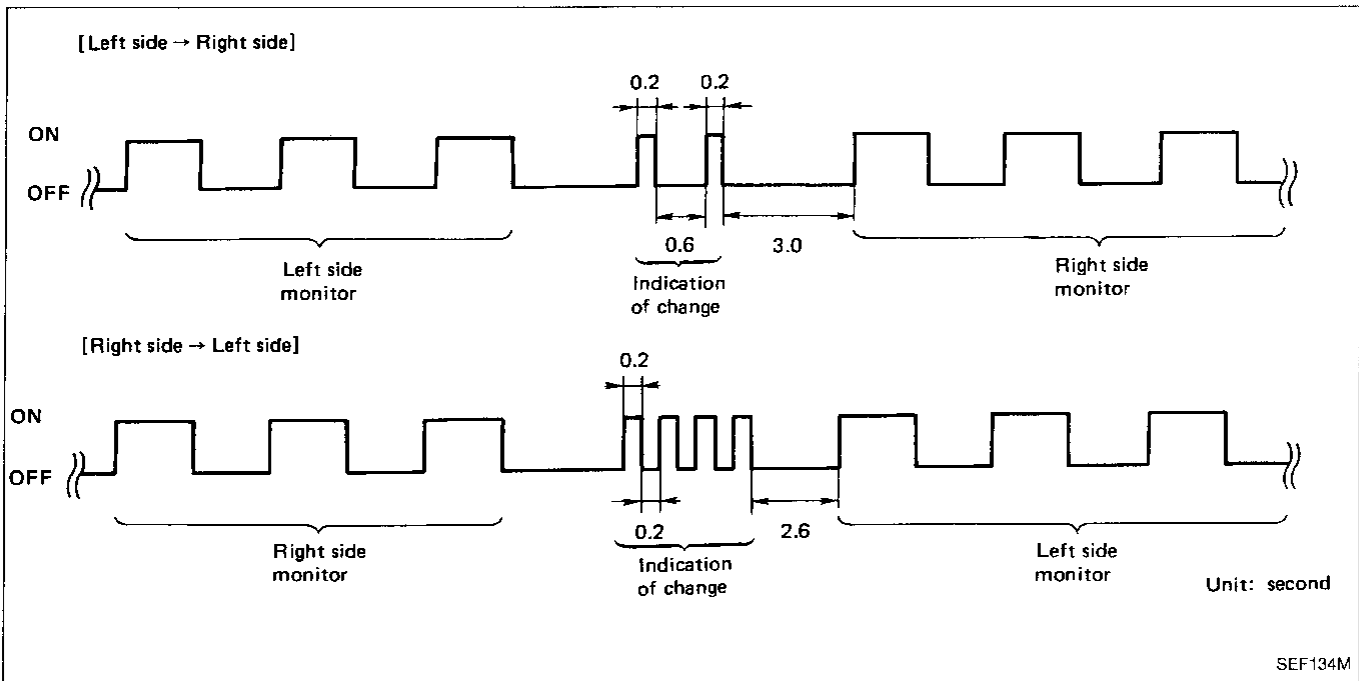 [Left side → Right side]
0.2 0.2
ON
OFF
0.6 3.0
Left side
monitor
Indication
of change
Right side
monitor
[Right side → Left side]
0.2
ON
OFF
0.2 2.6
Right side
monitor
Indication
of change
Left side
monitor
Unit: second
SEF134M